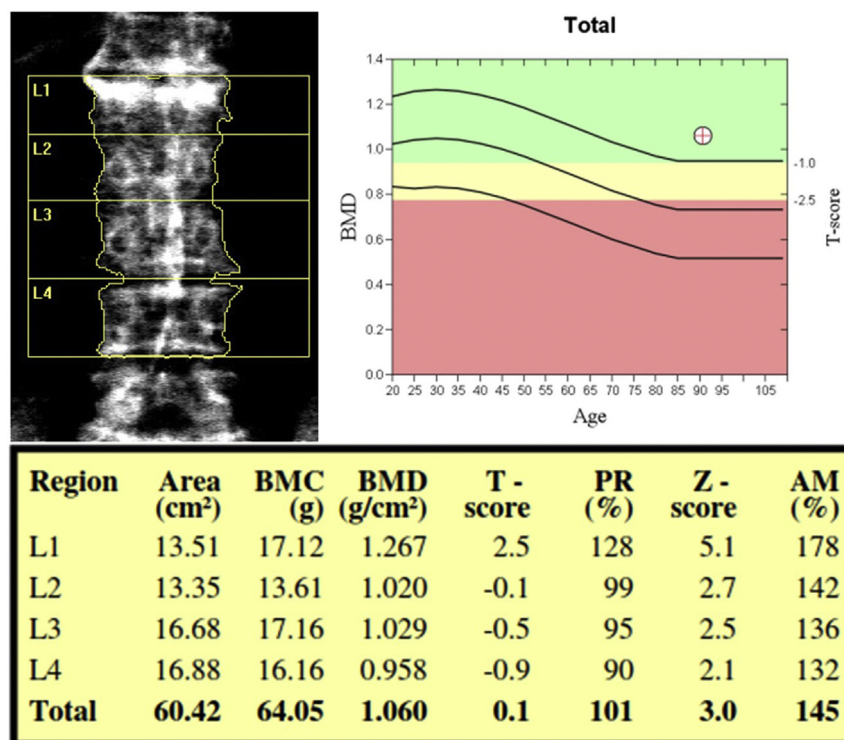 L1
L2
L3
L4
Total
1.4
1.2
1.0
0.8
0.6
0.4
0.2
0.0
BMD
-1.0
-2.5
T-score
20 25 30 35 40 45 50 55 60 65 70 75 80 85 90 95 105
Age
Region Area BMC BMD T - PR Z - AM
(cm²) (g) (g/cm²) score (%) score (%)
L1 13.51 17.12 1.267 2.5 128 5.1 178
L2 13.35 13.61 1.020 -0.1 99 2.7 142
L3 16.68 17.16 1.029 -0.5 95 2.5 136
L4 16.88 16.16 0.958 -0.9 90 2.1 132
Total 60.42 64.05 1.060 0.1 101 3.0 145